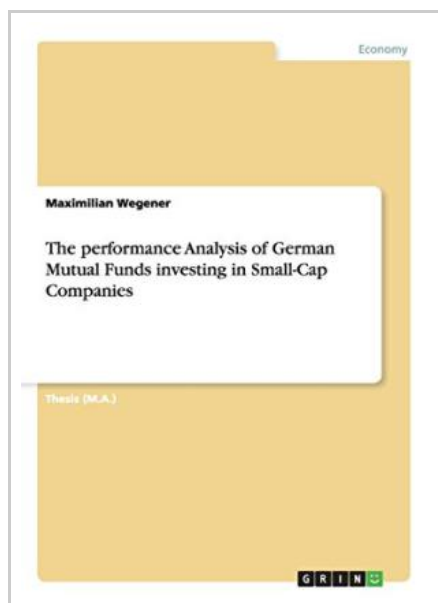 Economy
Maximilian Wegener
The performance Analysis of German
Mutual Funds investing in Small-Cap
Companies
Thesis (M.A.)
GRIN